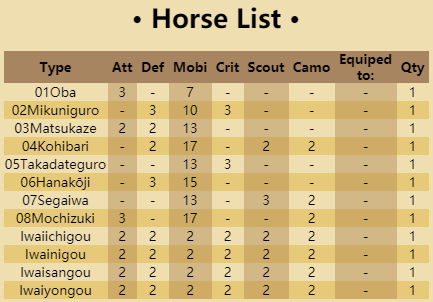 • Horse List •
Type Att Def Mobi Crit Scout Camo Equiped to: Qty
01Oba 3 - 7 - - - - 1
02Mikuniguro - 3 10 3 - - - 1
03Matsukaze 2 2 13 - - - - 1
04Kohibari - 2 17 - 2 2 - 1
05Takadateguro - - 13 3 - - - 1
06Hanakōji - 3 15 - - - - 1
07Segaiwa - - 13 - 3 2 - 1
08Mochizuki 3 - 17 - - 2 - 1
Iwaiichigou 2 2 2 2 2 2 - 1
Iwainigou 2 2 2 2 2 2 - 1
Iwaisangou 2 2 2 2 2 2 - 1
Iwaiyongou 2 2 2 2 2 2 - 1